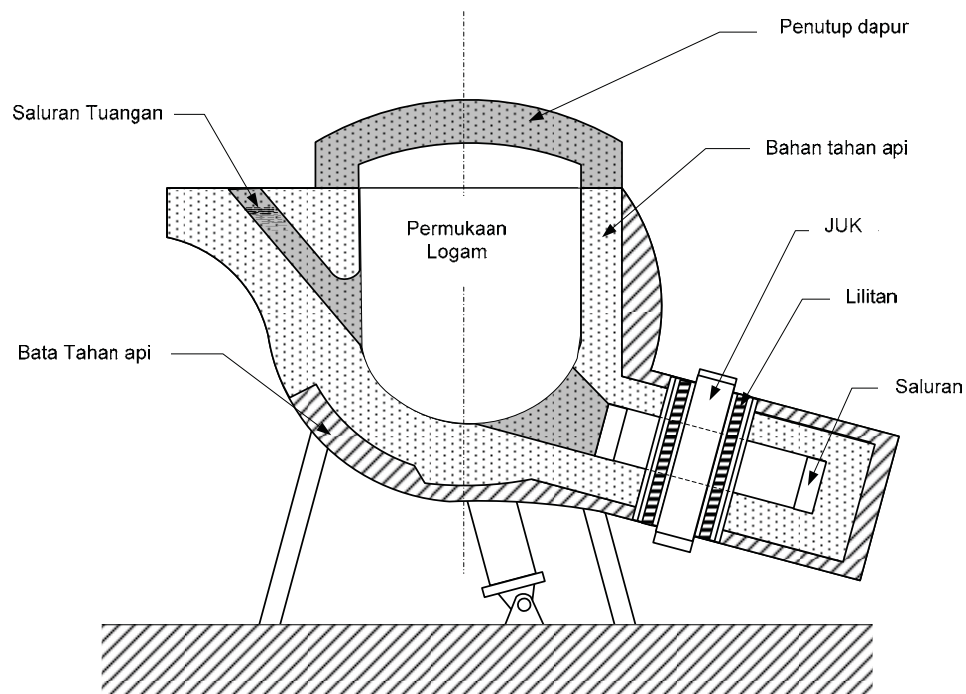 Penutup dapur
Saluran Tuangan
Bahan tahan api
Permukaan
Logam
JUK
Lilitan
Bata Tahan api
Saluran